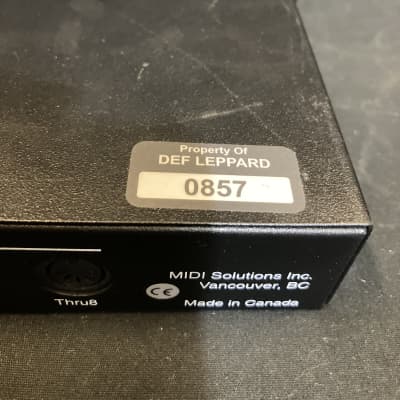 Property Of
DEF LEPPARD
0857
MIDI Solutions Inc.
Vancouver, BC
CE
Thru8
Made in Canada